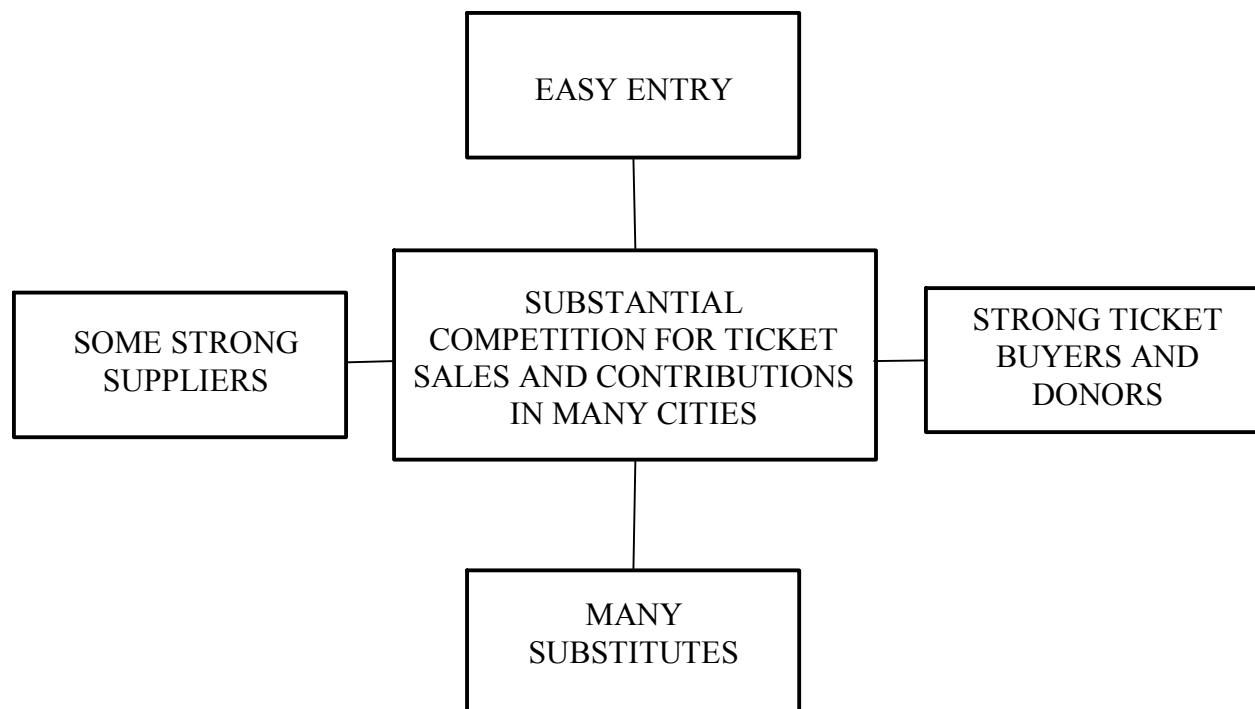 EASY ENTRY
SOME STRONG
SUPPLIERS
SUBSTANTIAL
COMPETITION FOR TICKET
SALES AND CONTRIBUTIONS
IN MANY CITIES
STRONG TICKET
BUYERS AND
DONORS
MANY
SUBSTITUTES